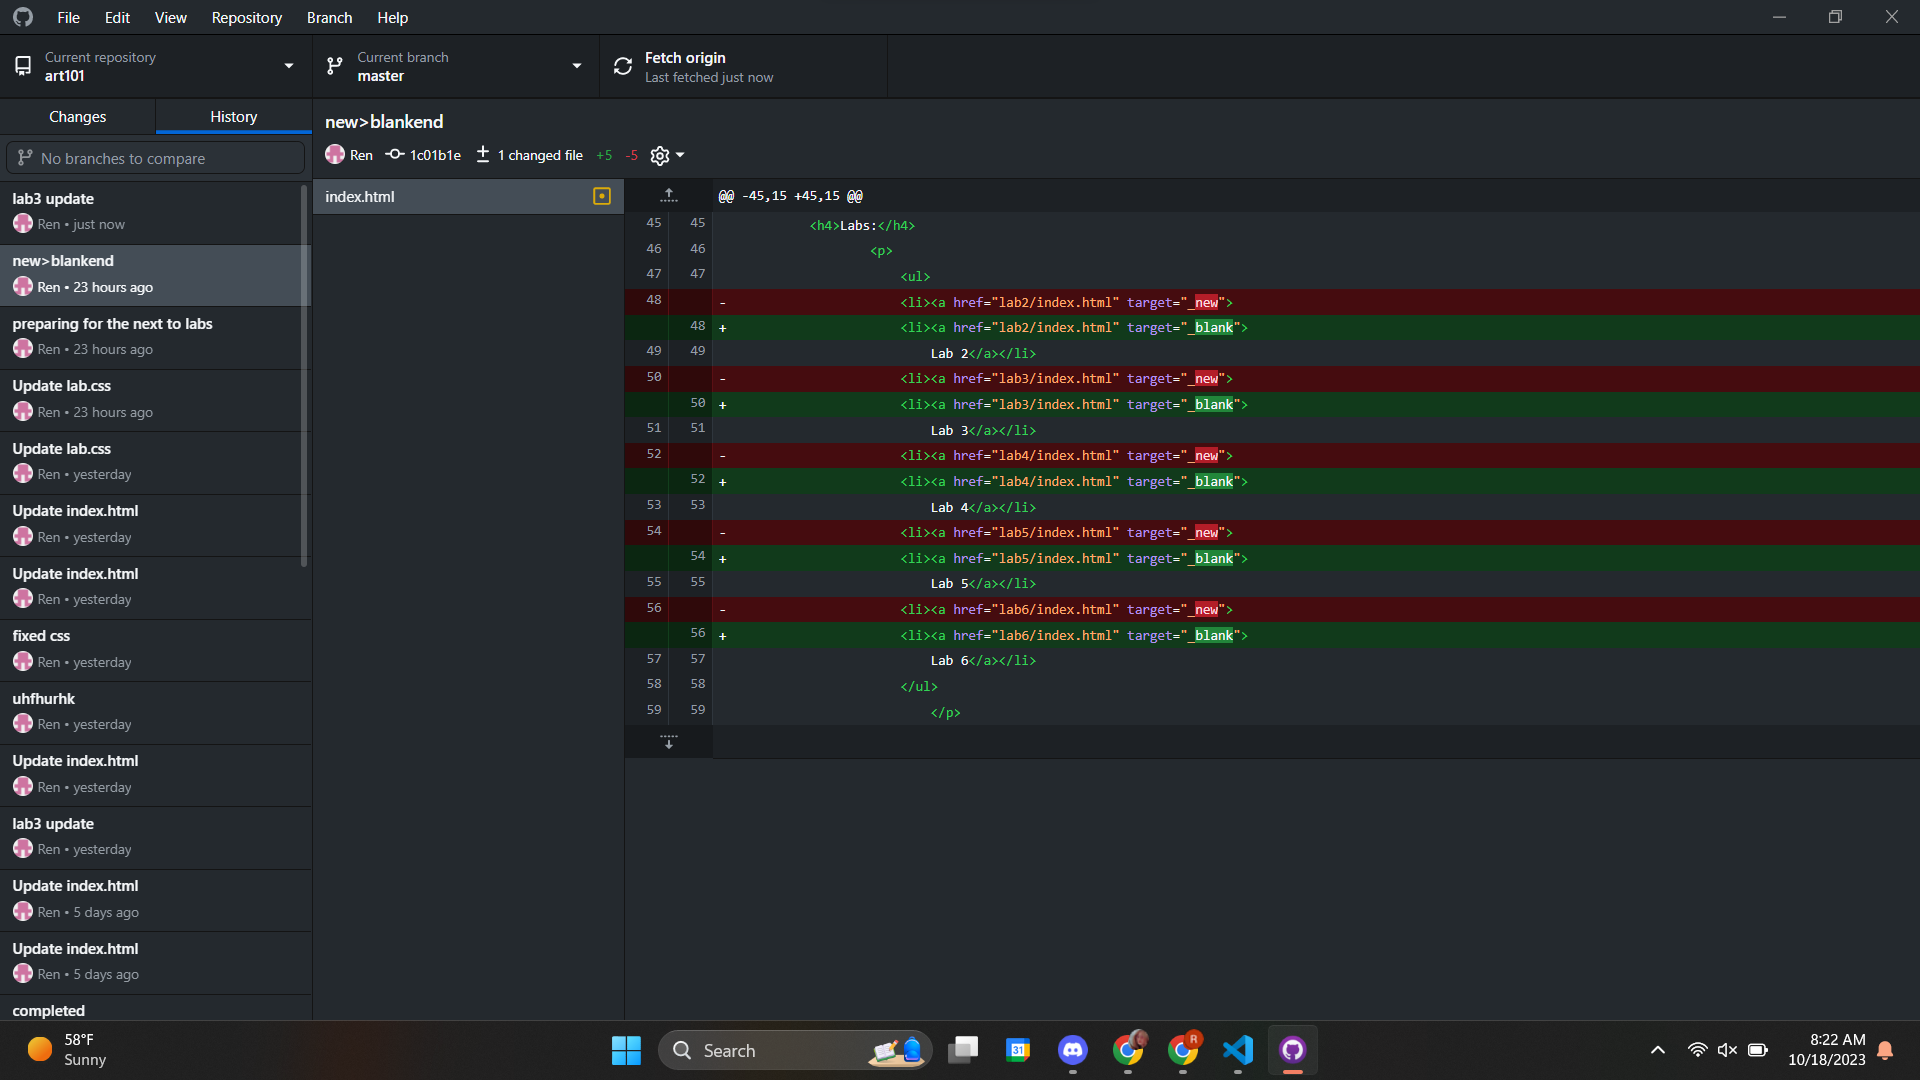 File Edit View Repository Branch Help
Current repository
art101
Current branch
master
Fetch origin
Last fetched just now
Changes History
No branches to compare
lab3 update
Ren • just now
new>blankend
Ren • 23 hours ago
preparing for the next to labs
Ren • 23 hours ago
Update lab.css
Ren • 23 hours ago
Update lab.css
Ren • yesterday
Update index.html
Ren • yesterday
Update index.html
Ren • yesterday
fixed css
Ren • yesterday
uhfhurhk
Ren • yesterday
Update index.html
Ren • yesterday
lab3 update
Ren • yesterday
Update index.html
Ren • 5 days ago
Update index.html
Ren • 5 days ago
completed
new>blankend
Ren 1c01b1e 1 changed file +5 -5
index.html
@@ -45,15 +45,15 @@
45 45 <h4>Labs:</h4>
46 46 <p>
47 47 <ul>
48 - <li><a href="lab2/index.html" target="_new">
48 + <li><a href="lab2/index.html" target="_blank">
49 49 Lab 2</a></li>
50 - <li><a href="lab3/index.html" target="_new">
50 + <li><a href="lab3/index.html" target="_blank">
51 51 Lab 3</a></li>
52 - <li><a href="lab4/index.html" target="_new">
52 + <li><a href="lab4/index.html" target="_blank">
53 53 Lab 4</a></li>
54 - <li><a href="lab5/index.html" target="_new">
54 + <li><a href="lab5/index.html" target="_blank">
55 55 Lab 5</a></li>
56 - <li><a href="lab6/index.html" target="_new">
56 + <li><a href="lab6/index.html" target="_blank">
57 57 Lab 6</a></li>
58 58 </ul>
59 59 </p>
58°F
Sunny
Search
31
R
8:22 AM
10/18/2023